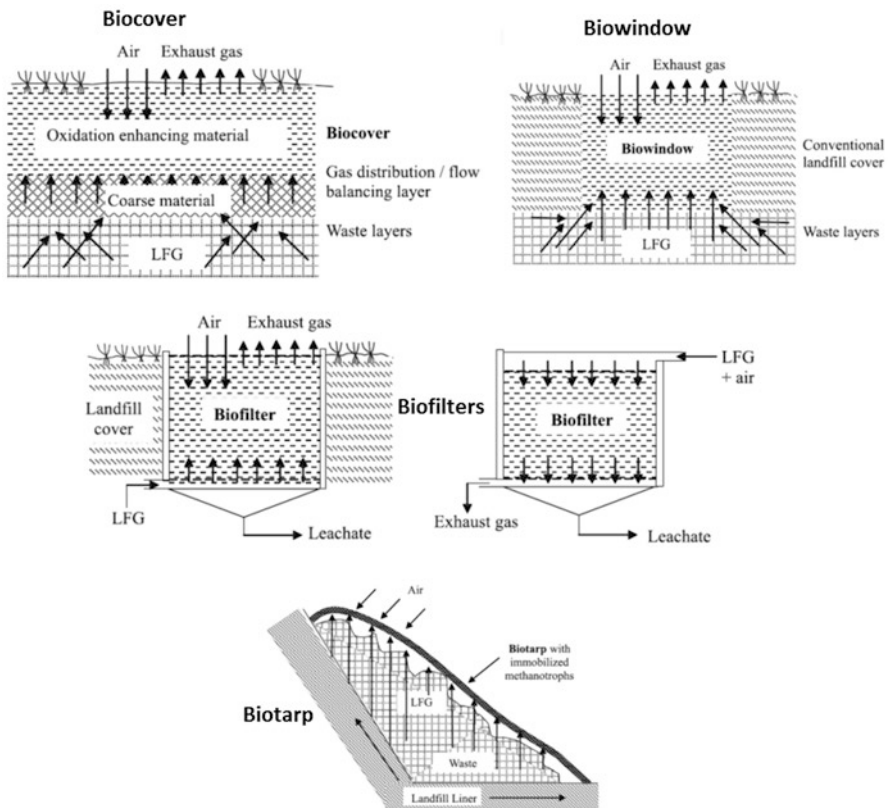 Biocover
Air Exhaust gas
Oxidation enhancing material
Biocover
Gas distribution / flow
balancing layer
Coarse material
Waste layers
LFG
Biowindow
Air Exhaust gas
Biowindow
Conventional
landfill cover
Waste layers
LFG
Air Exhaust gas
Landfill
cover
Biofilter
LFG
Leachate
Biofilters
LFG
+ air
Biofilter
Exhaust gas
Leachate
Air
Biotarp with
immobilized
methanotrophs
LFG
Biotarp
Waste
Landfill Liner